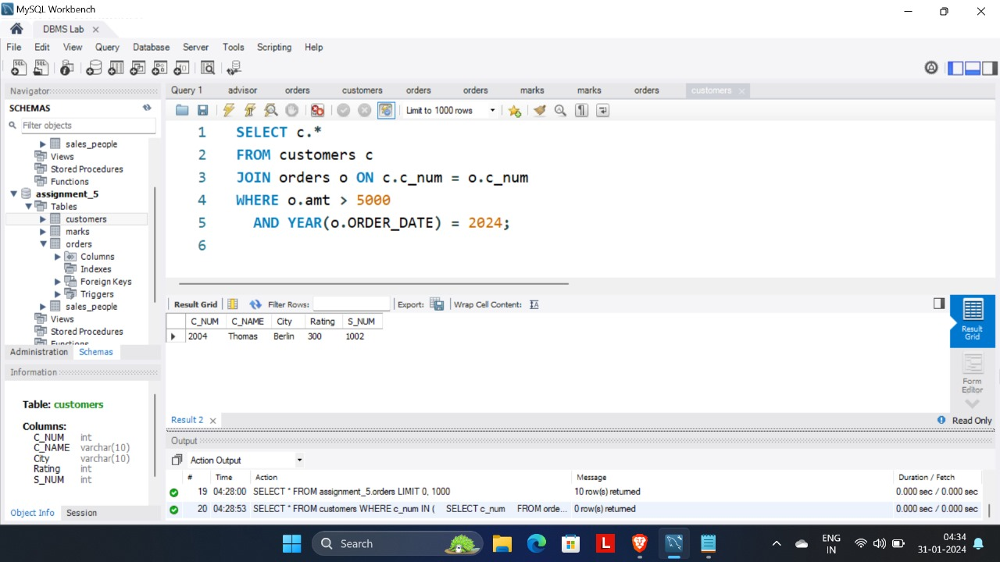 MySQL Workbench
DBMS Lab
File Edit View Query Database Server Tools Scripting Help
Navigator
SCHEMAS
Filter objects
sales_people
Views
Stored Procedures
Functions
assignment_5
Tables
customers
marks
orders
Columns
Indexes
Foreign Keys
Triggers
sales_people
Views
Stored Procedures
Functions
Administration Schemas
Information
Table: customers
Columns:
C_NUM int
C_NAME varchar(10)
City varchar(10)
Rating int
S_NUM int
Object Info Session
Query 1 advisor orders customers orders orders marks marks orders customers
Limit to 1000 rows
1 SELECT c.*
2 FROM customers c
3 JOIN orders o ON c.c_num = o.c_num
4 WHERE o.amt > 5000
5 AND YEAR(o.ORDER_DATE) = 2024;
6
Result Grid Filter Rows: Export: Wrap Cell Content:
C_NUM C_NAME City Rating S_NUM
2004 Thomas Berlin 300 1002
Result
Grid
Form
Editor
Result 2 Read Only
Output
Action Output
# Time Action Message Duration / Fetch
19 04:28:00 SELECT * FROM assignment_5.orders LIMIT 0, 1000 10 row(s) returned 0.000 sec / 0.000 sec
20 04:28:53 SELECT * FROM customers WHERE c_num IN ( SELECT c_num FROM orde... 0 row(s) returned 0.000 sec / 0.000 sec
Search
L
ENG
IN
04:34
31-01-2024